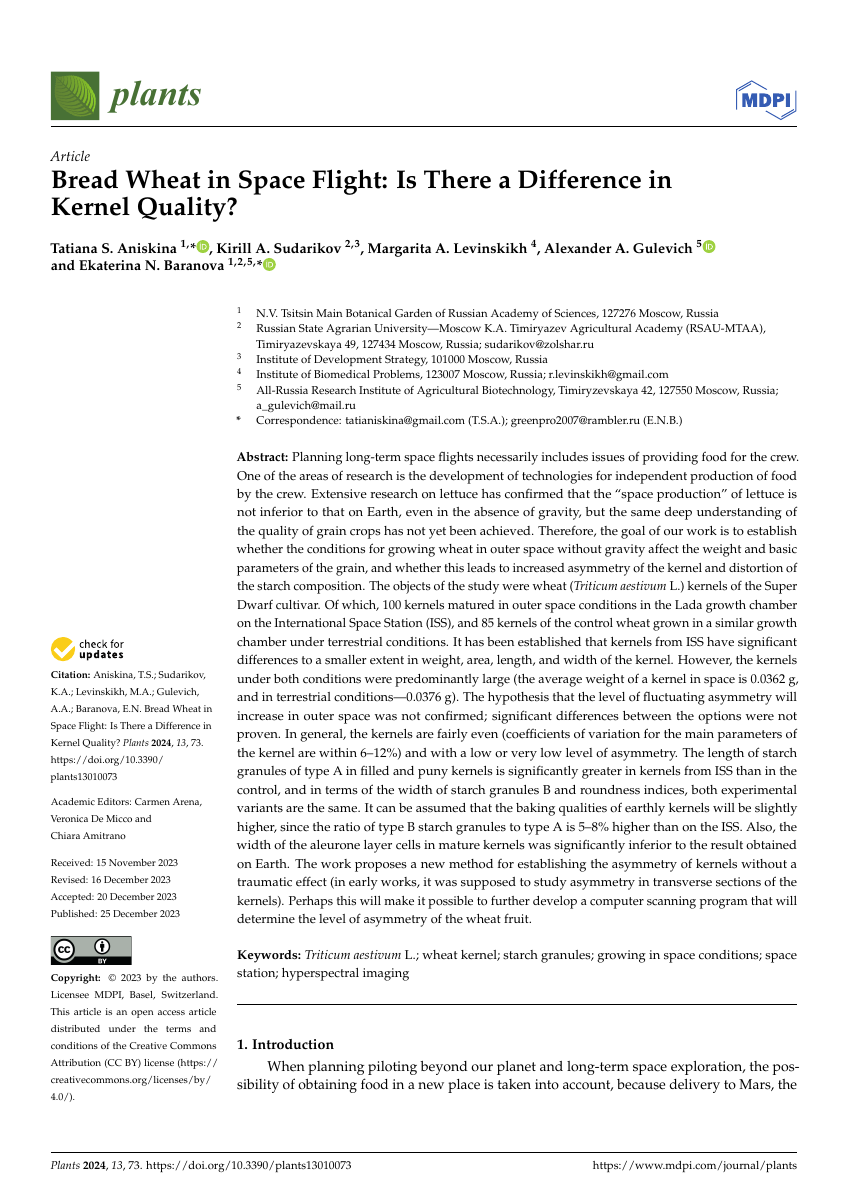 plants
MDPI
Article
Bread Wheat in Space Flight: Is There a Difference in
Kernel Quality?
Tatiana S. Aniskina 1,* iD, Kirill A. Sudarikov 2,3, Margarita A. Levinskikh 4, Alexander A. Gulevich 5 iD
and Ekaterina N. Baranova 1,2,5,* iD
1 N.V. Tsitsin Main Botanical Garden of Russian Academy of Sciences, 127276 Moscow, Russia
2 Russian State Agrarian University—Moscow K.A. Timiryazev Agricultural Academy (RSAU-MTAA),
Timiryazevskaya 49, 127434 Moscow, Russia; sudarikov@zolshar.ru
3 Institute of Development Strategy, 101000 Moscow, Russia
4 Institute of Biomedical Problems, 123007 Moscow, Russia; r.levinskikh@gmail.com
5 All-Russia Research Institute of Agricultural Biotechnology, Timiryzevskaya 42, 127550 Moscow, Russia;
a_gulevich@mail.ru
* Correspondence: tatianiskina@gmail.com (T.S.A.); greenpro2007@rambler.ru (E.N.B.)
Abstract: Planning long-term space flights necessarily includes issues of providing food for the crew.
One of the areas of research is the development of technologies for independent production of food
by the crew. Extensive research on lettuce has confirmed that the “space production” of lettuce is
not inferior to that on Earth, even in the absence of gravity, but the same deep understanding of
the quality of grain crops has not yet been achieved. Therefore, the goal of our work is to establish
whether the conditions for growing wheat in outer space without gravity affect the weight and basic
parameters of the grain, and whether this leads to increased asymmetry of the kernel and distortion of
the starch composition. The objects of the study were wheat (Triticum aestivum L.) kernels of the Super
Dwarf cultivar. Of which, 100 kernels matured in outer space conditions in the Lada growth chamber
on the International Space Station (ISS), and 85 kernels of the control wheat grown in a similar growth
chamber under terrestrial conditions. It has been established that kernels from ISS have significant
differences to a smaller extent in weight, area, length, and width of the kernel. However, the kernels
under both conditions were predominantly large (the average weight of a kernel in space is 0.0362 g,
and in terrestrial conditions—0.0376 g). The hypothesis that the level of fluctuating asymmetry will
increase in outer space was not confirmed; significant differences between the options were not
proven. In general, the kernels are fairly even (coefficients of variation for the main parameters of
the kernel are within 6–12%) and with a low or very low level of asymmetry. The length of starch
granules of type A in filled and puny kernels is significantly greater in kernels from ISS than in the
control, and in terms of the width of starch granules B and roundness indices, both experimental
variants are the same. It can be assumed that the baking qualities of earthly kernels will be slightly
higher, since the ratio of type B starch granules to type A is 5–8% higher than on the ISS. Also, the
width of the aleurone layer cells in mature kernels was significantly inferior to the result obtained
on Earth. The work proposes a new method for establishing the asymmetry of kernels without a
traumatic effect (in early works, it was supposed to study asymmetry in transverse sections of the
kernels). Perhaps this will make it possible to further develop a computer scanning program that will
determine the level of asymmetry of the wheat fruit.
Keywords: Triticum aestivum L.; wheat kernel; starch granules; growing in space conditions; space
station; hyperspectral imaging
check for
updates
Citation: Aniskina, T.S.; Sudarikov,
K.A.; Levinskikh, M.A.; Gulevich,
A.A.; Baranova, E.N. Bread Wheat in
Space Flight: Is There a Difference in
Kernel Quality? Plants 2024, 13, 73.
https://doi.org/10.3390/
plants13010073
Academic Editors: Carmen Arena,
Veronica De Micco and
Chiara Amitrano
Received: 15 November 2023
Revised: 16 December 2023
Accepted: 20 December 2023
Published: 25 December 2023
CC BY
Copyright: © 2023 by the authors.
Licensee MDPI, Basel, Switzerland.
This article is an open access article
distributed under the terms and
conditions of the Creative Commons
Attribution (CC BY) license (https://
creativecommons.org/licenses/by/
4.0/).
1. Introduction
When planning piloting beyond our planet and long-term space exploration, the pos-
sibility of obtaining food in a new place is taken into account, because delivery to Mars, the
Plants 2024, 13, 73. https://doi.org/10.3390/plants13010073
https://www.mdpi.com/journal/plants